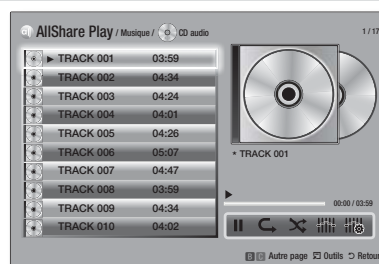 AllShare Play / Musique / CD audio 1 / 17
TRACK 001 03:59
TRACK 002 04:34
TRACK 003 04:24
TRACK 004 04:01
TRACK 005 04:26
TRACK 006 05:07
TRACK 007 04:47
TRACK 008 03:59
TRACK 009 04:34
TRACK 010 04:02
* TRACK 001
00:00 / 03:59
B C Autre page Outils Retour